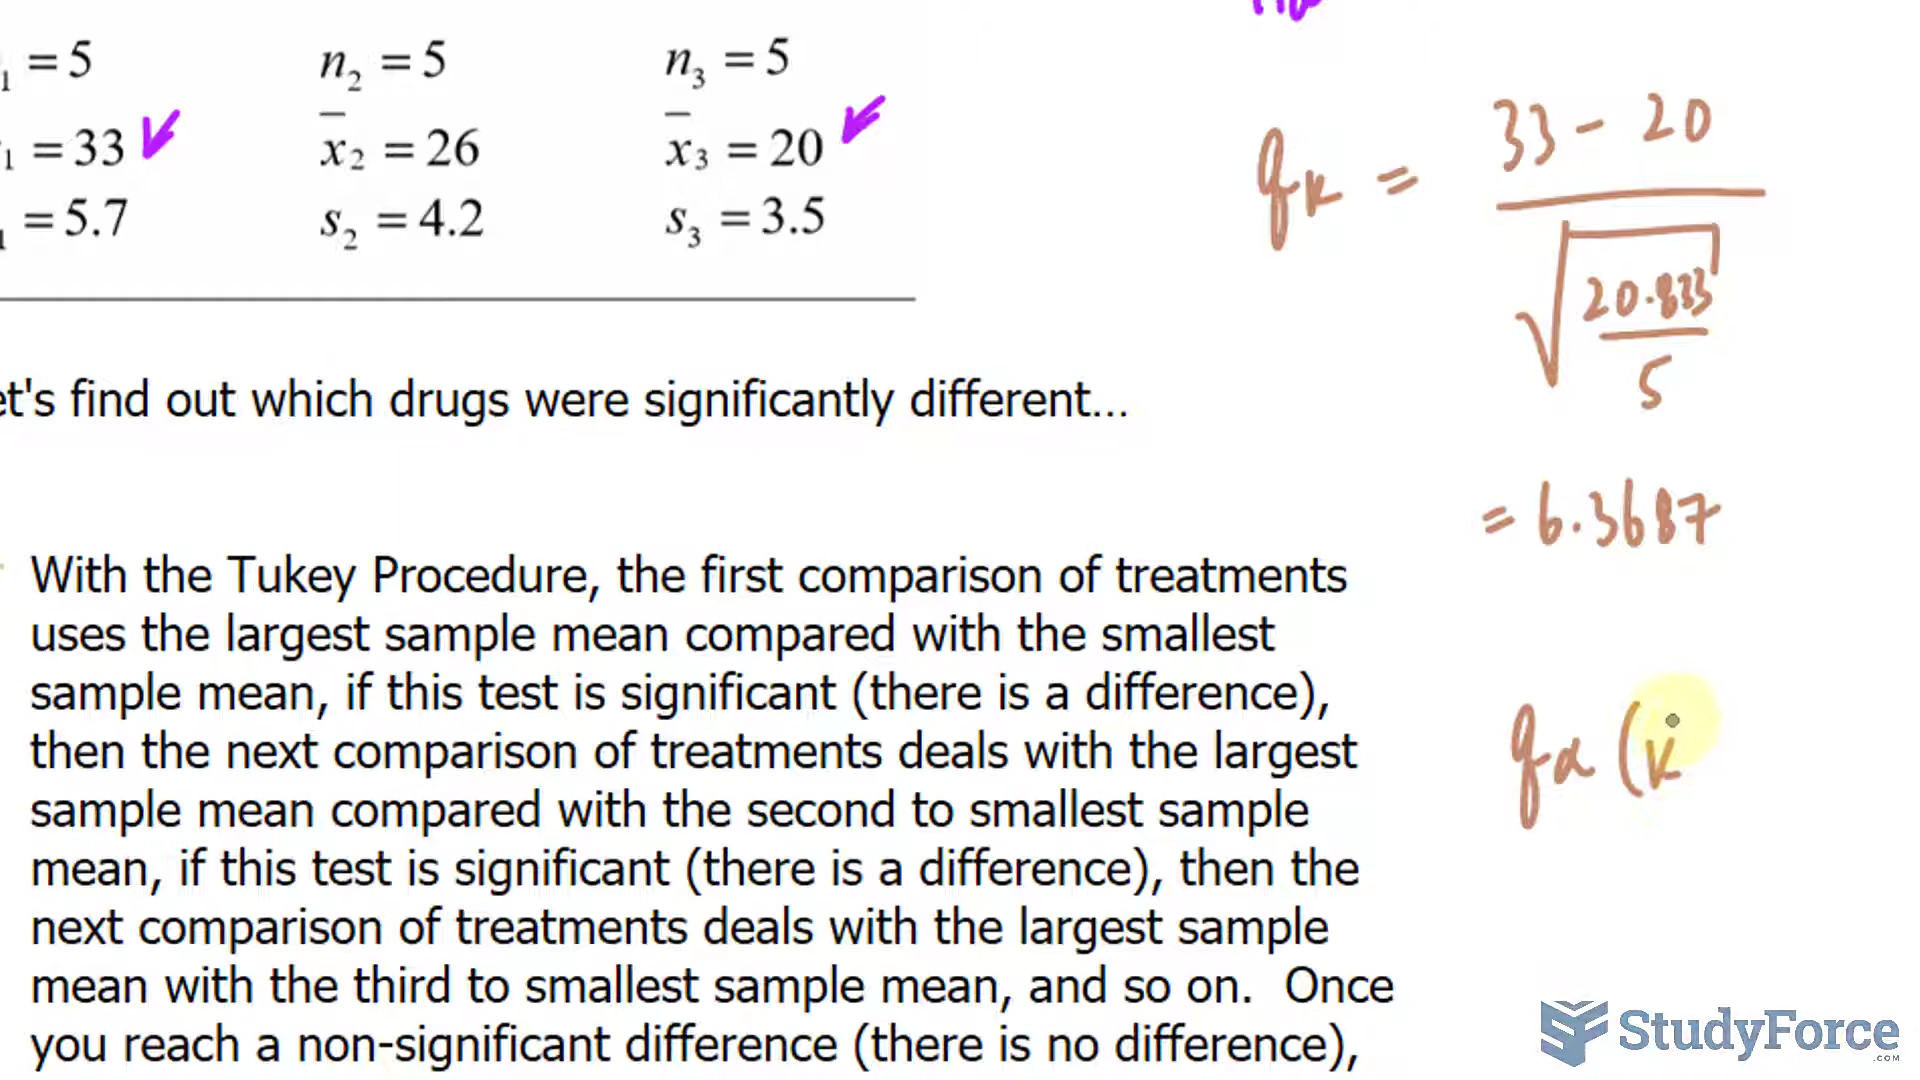 ₁ = 5 n₂ = 5 n₃ = 5
₁ = 33 x̄₂ = 26 x̄₃ = 20
₁ = 5.7 s₂ = 4.2 s₃ = 3.5
qₖ = 33 - 20
√ 20.833
5
et's find out which drugs were significantly different...
= 6.3687
With the Tukey Procedure, the first comparison of treatments
uses the largest sample mean compared with the smallest
sample mean, if this test is significant (there is a difference),
then the next comparison of treatments deals with the largest
sample mean compared with the second to smallest sample
mean, if this test is significant (there is a difference), then the
next comparison of treatments deals with the largest sample
mean with the third to smallest sample mean, and so on. Once
you reach a non-significant difference (there is no difference),
qα (k
StudyForce
.COM